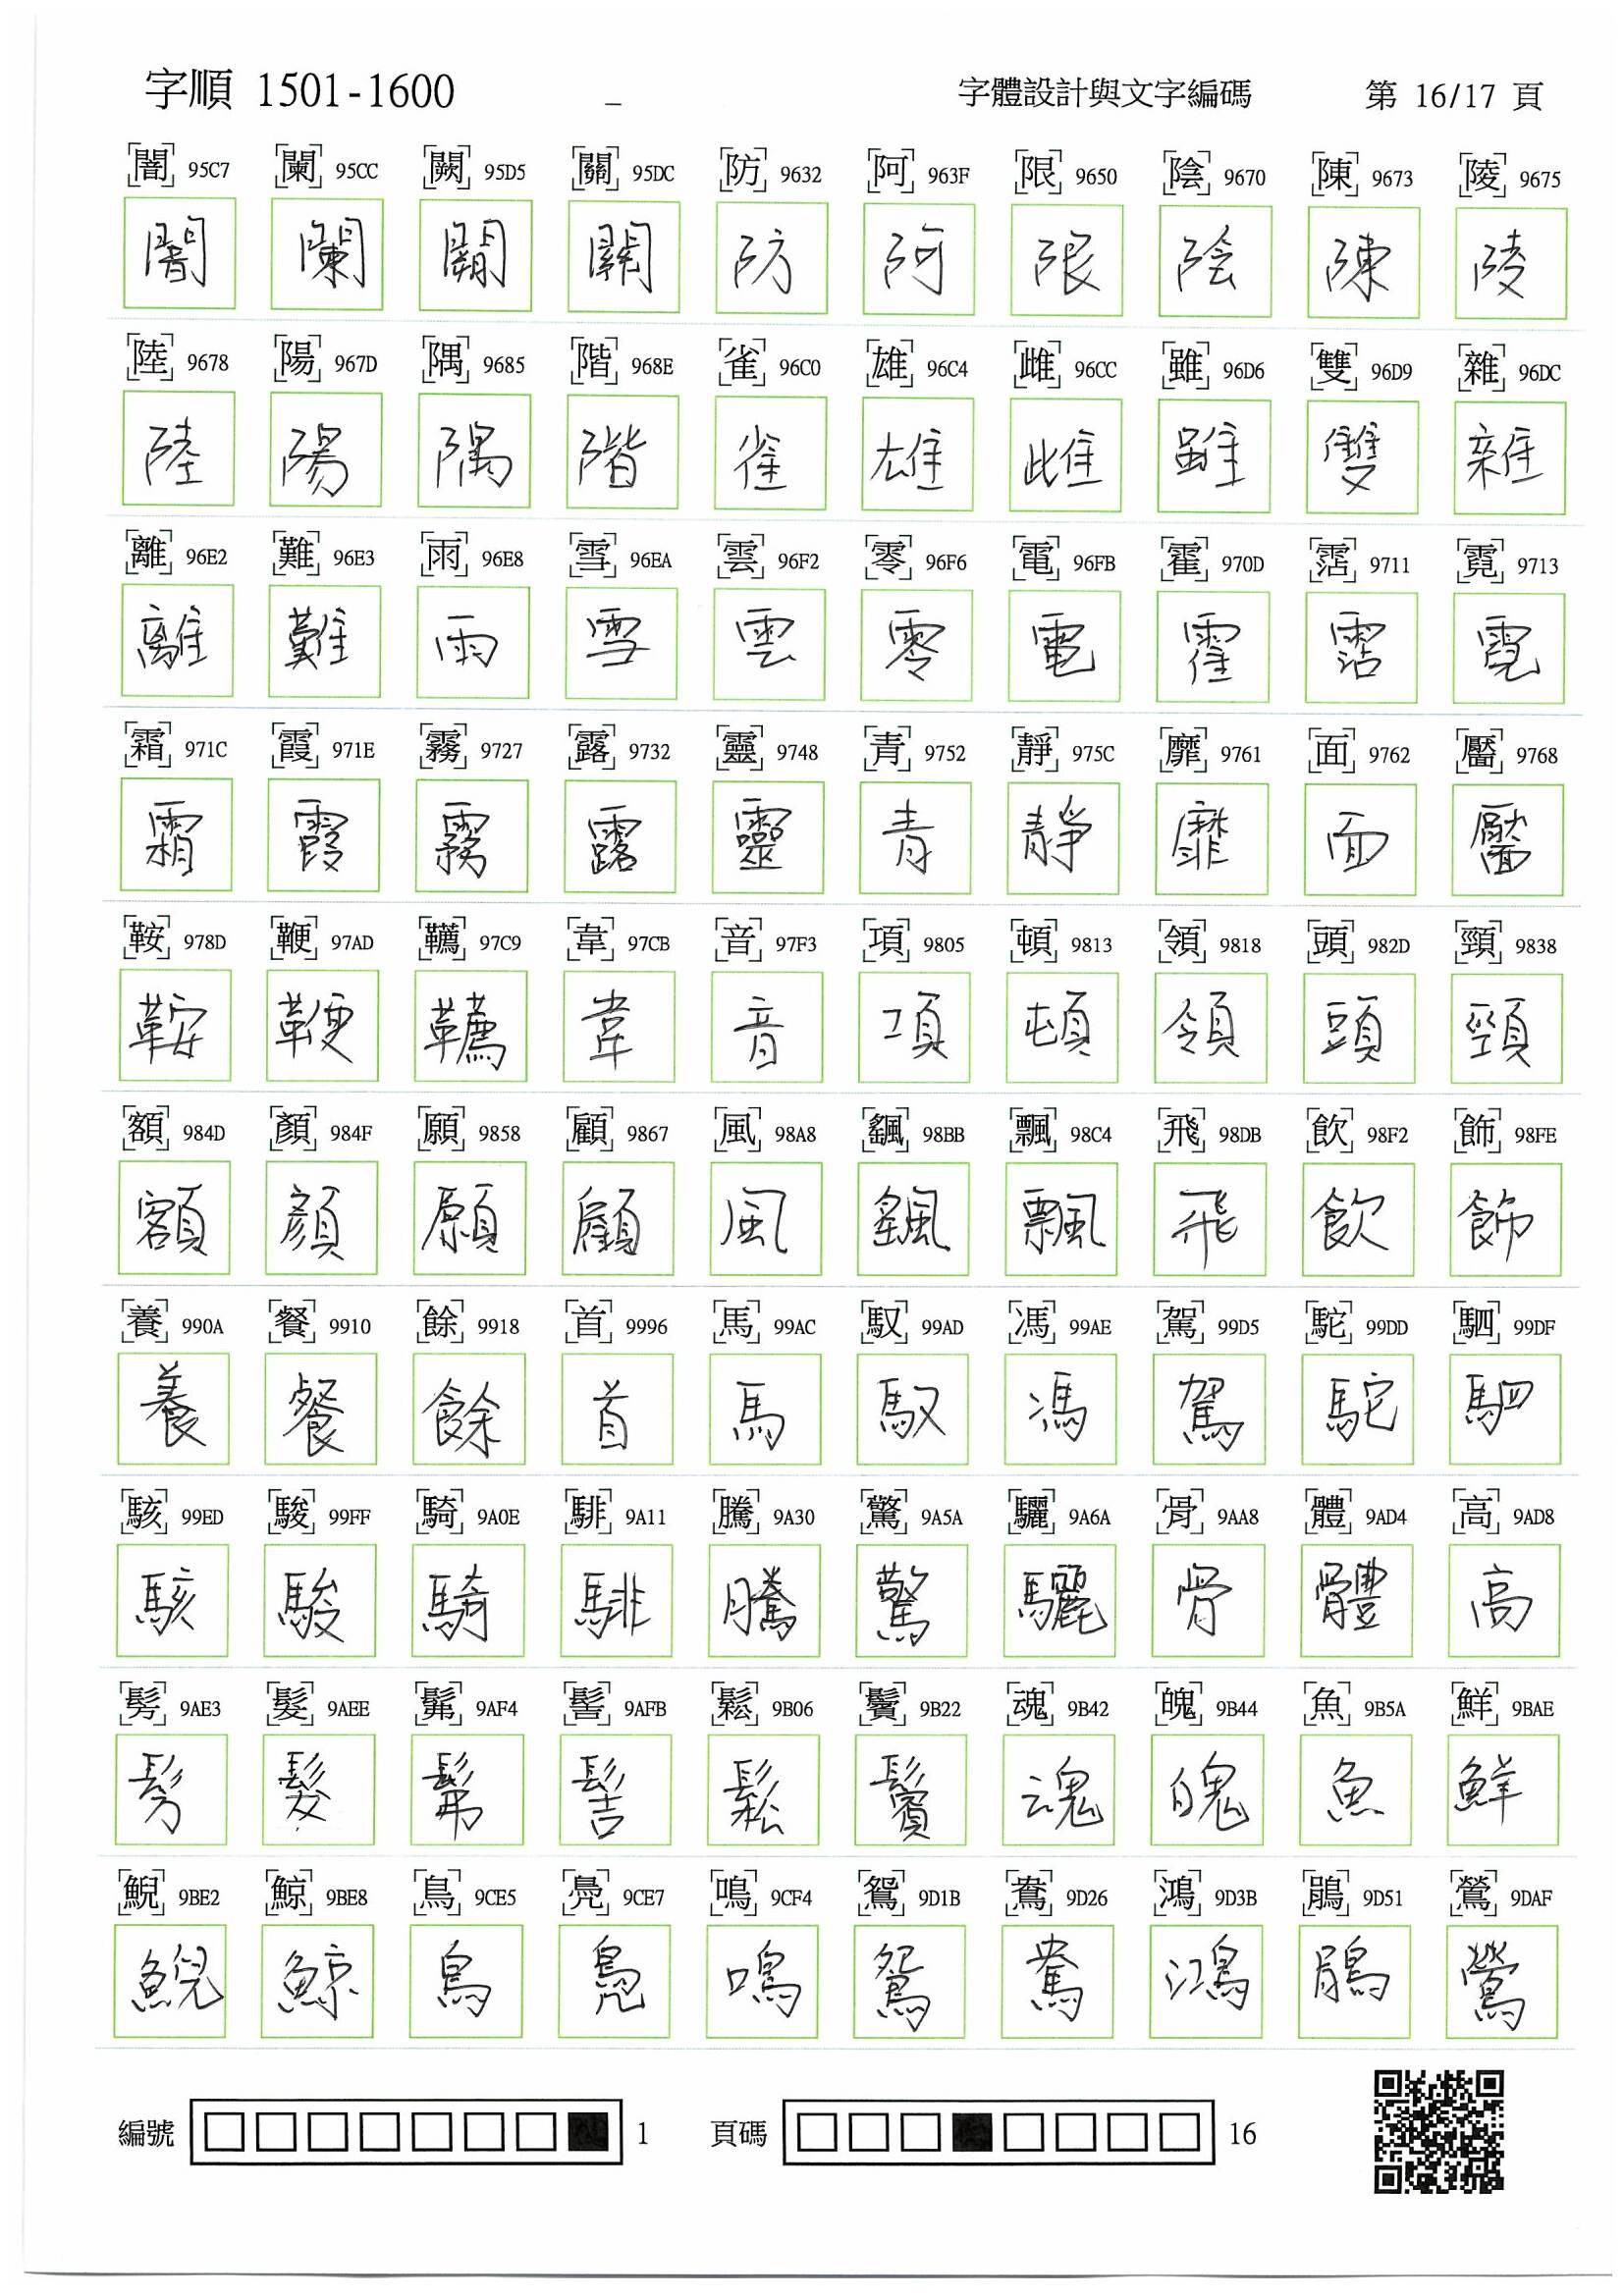 字順 1501-1600 _ 字體設計與文字編碼 第 16/17 頁
闇 95C7 闌 95CC 闕 95D5 關 95DC 防 9632 阿 963F 限 9650 陰 9670 陳 9673 陵 9675
闇 闌 闕 關 防 阿 限 陰 陳 陵
陸 9678 陽 967D 隅 9685 階 968E 雀 96C0 雄 96C4 雌 96CC 雖 96D6 雙 96D9 雜 96DC
陸 陽 隅 階 雀 雄 雌 雖 雙 雜
離 96E2 難 96E3 雨 96E8 雪 96EA 雲 96F2 零 96F6 電 96FB 霍 970D 霑 9711 霓 9713
離 難 雨 雪 雲 零 電 霍 霑 霓
霜 971C 霞 971E 霧 9727 露 9732 靈 9748 青 9752 靜 975C 靡 9761 面 9762 靨 9768
霜 霞 霧 露 靈 青 靜 靡 面 靨
鞍 978D 鞭 97AD 韉 97C9 韋 97CB 音 97F3 項 9805 頓 9813 領 9818 頭 982D 頸 9838
鞍 鞭 韉 韋 音 項 頓 領 頭 頸
額 984D 顏 984F 願 9858 顧 9867 風 98A8 颻 98BB 飄 98C4 飛 98DB 飲 98F2 飾 98FE
額 顏 願 顧 風 颻 飄 飛 飲 飾
養 990A 餐 9910 餘 9918 首 9996 馬 99AC 馭 99AD 馮 99AE 駕 99D5 駝 99DD 駟 99DF
養 餐 餘 首 馬 馭 馮 駕 駝 駟
駭 99ED 駿 99FF 騎 9A0E 騑 9A11 騰 9A30 驚 9A5A 驪 9A6A 骨 9AA8 體 9AD4 高 9AD8
駭 駿 騎 騑 騰 驚 驪 骨 體 高
髣 9AE3 髮 9AEE 髴 9AF4 髻 9AFB 鬆 9B06 鬢 9B22 魂 9B42 魄 9B44 魚 9B5A 鮮 9BAE
髣 髮 髴 髻 鬆 鬢 魂 魄 魚 鮮
鯢 9BE2 鯨 9BE8 鳥 9CE5 鳧 9CE7 鳴 9CF4 鴛 9D1B 鴦 9D26 鴻 9D3B 鵑 9D51 鶯 9DAF
鯢 鯨 鳥 鳧 鳴 鴛 鴦 鴻 鵑 鶯
編號 1 頁碼 16